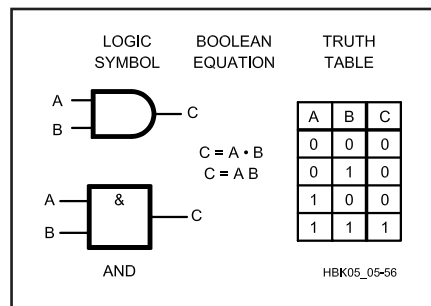 LOGIC SYMBOL
BOOLEAN EQUATION
TRUTH TABLE
A
B
C
C = A • B
C = A B
A
B
&
C
AND
A B C
0 0 0
0 1 0
1 0 0
1 1 1
HBK05_05-56